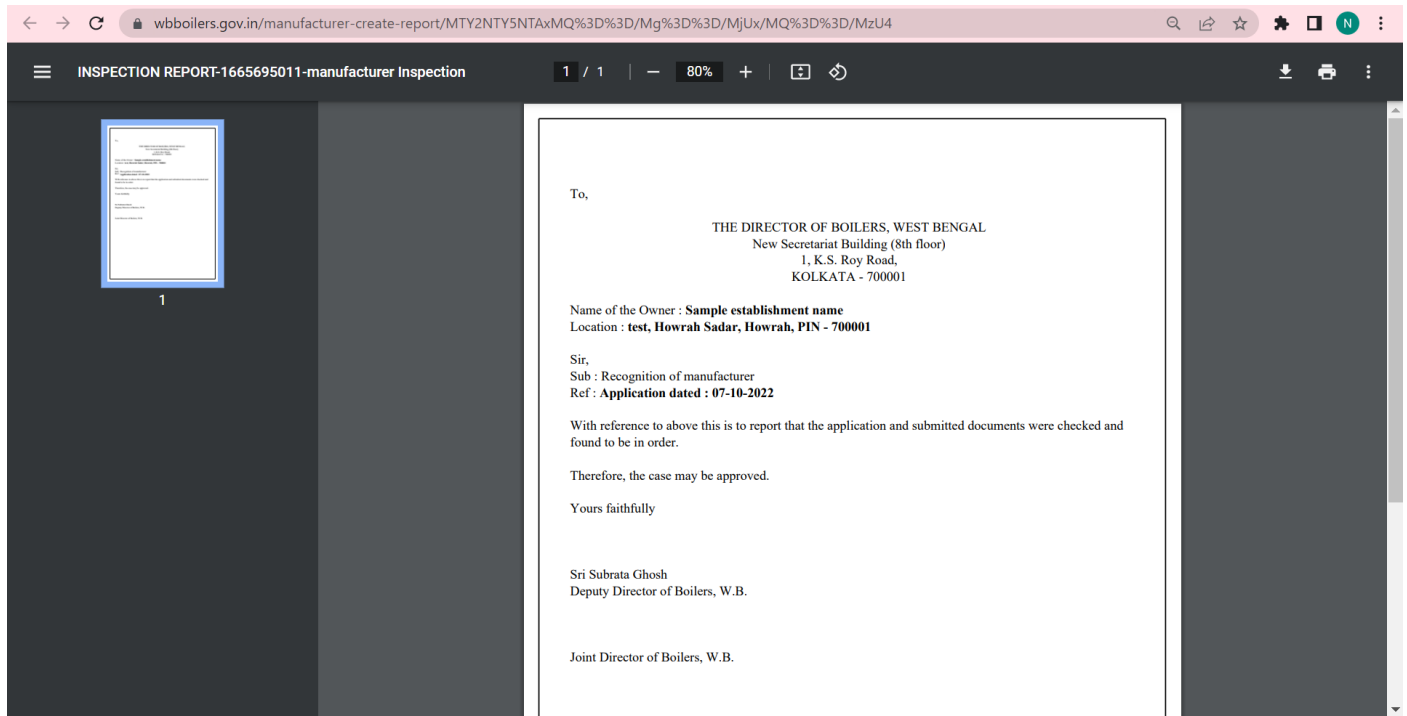 wbboilers.gov.in/manufacturer-create-report/MTY2NTY5NTAxMQ%3D%3D/Mg%3D%3D/MjUx/MQ%3D%3D/MzU4
N
INSPECTION REPORT-1665695011-manufacturer Inspection
1 / 1
80%
1
To,
THE DIRECTOR OF BOILERS, WEST BENGAL
New Secretariat Building (8th floor)
1, K.S. Roy Road,
KOLKATA - 700001
Name of the Owner : Sample establishment name
Location : test, Howrah Sadar, Howrah, PIN - 700001
Sir,
Sub : Recognition of manufacturer
Ref : Application dated : 07-10-2022
With reference to above this is to report that the application and submitted documents were checked and
found to be in order.
Therefore, the case may be approved.
Yours faithfully
Sri Subrata Ghosh
Deputy Director of Boilers, W.B.
Joint Director of Boilers, W.B.